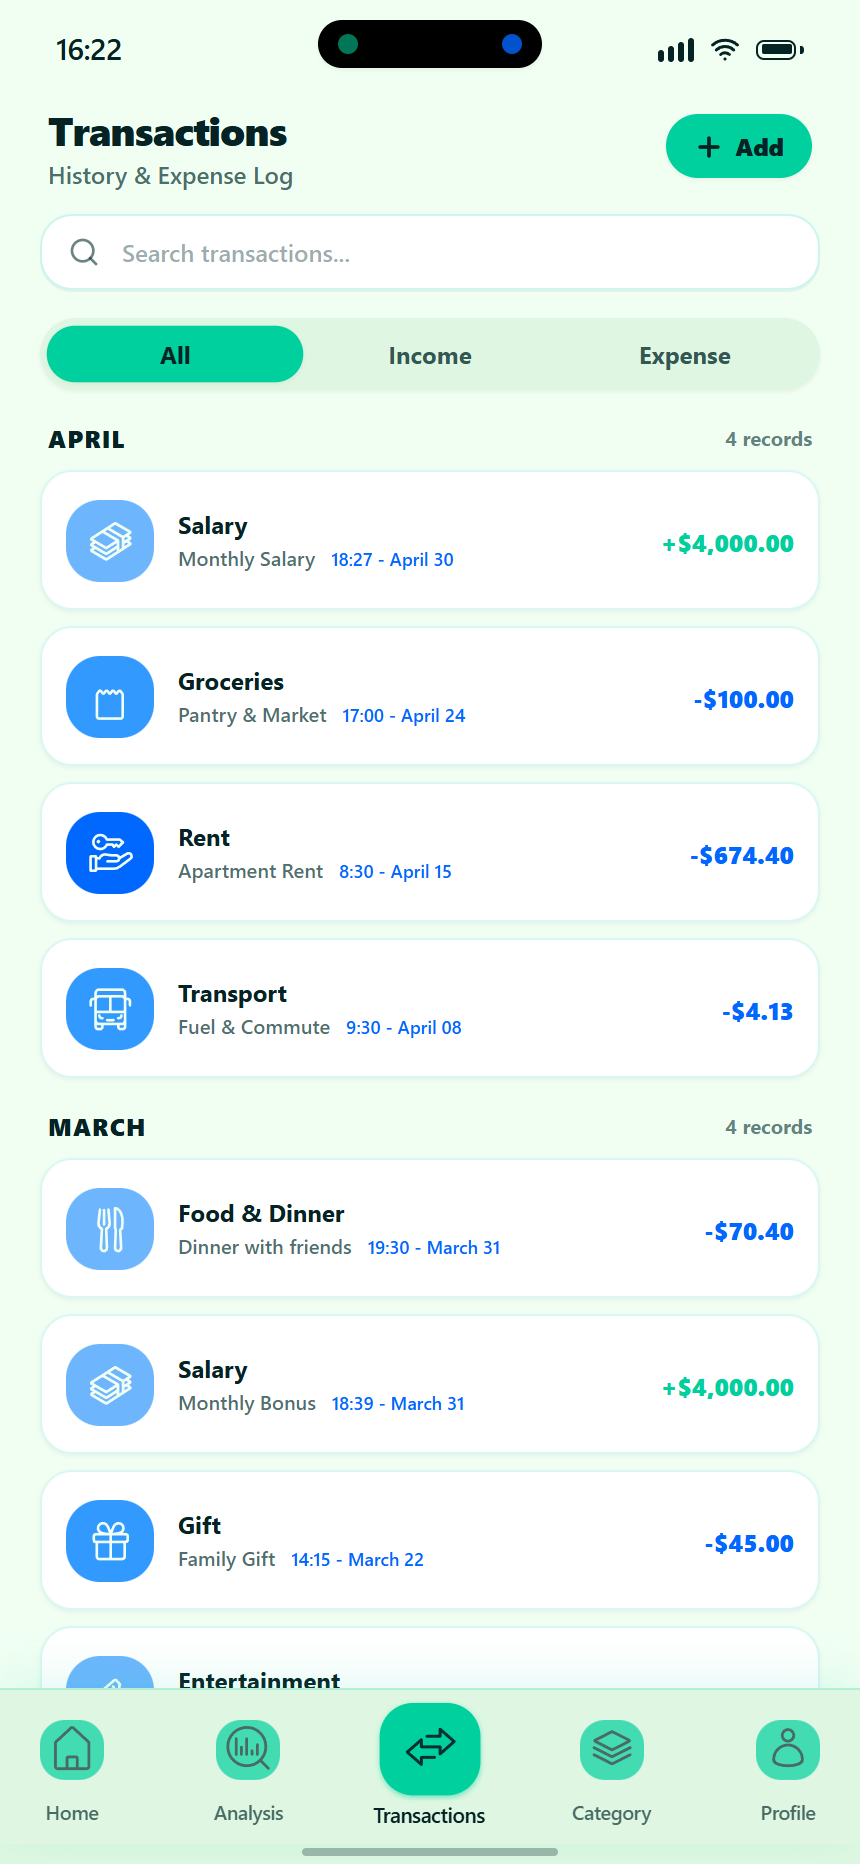 16:22
Transactions
+ Add
History & Expense Log
Search transactions...
All
Income
Expense
APRIL
4 records
Salary
Monthly Salary 18:27 - April 30
+$4,000.00
Groceries
Pantry & Market 17:00 - April 24
-$100.00
Rent
Apartment Rent 8:30 - April 15
-$674.40
Transport
Fuel & Commute 9:30 - April 08
-$4.13
MARCH
4 records
Food & Dinner
Dinner with friends 19:30 - March 31
-$70.40
Salary
Monthly Bonus 18:39 - March 31
+$4,000.00
Gift
Family Gift 14:15 - March 22
-$45.00
Entertainment
Home
Analysis
Transactions
Category
Profile